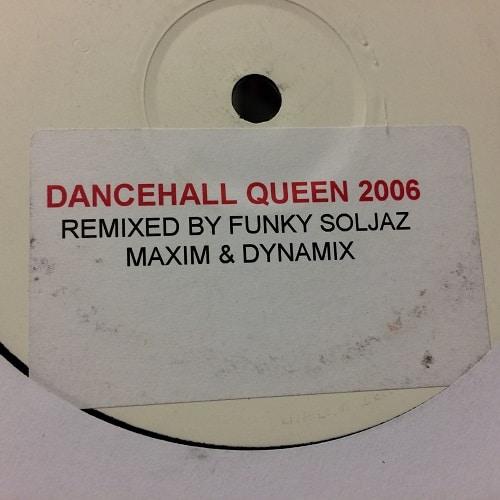 DANCEHALL QUEEN 2006
REMIXED BY FUNKY SOLJAZ
MAXIM & DYNAMIX